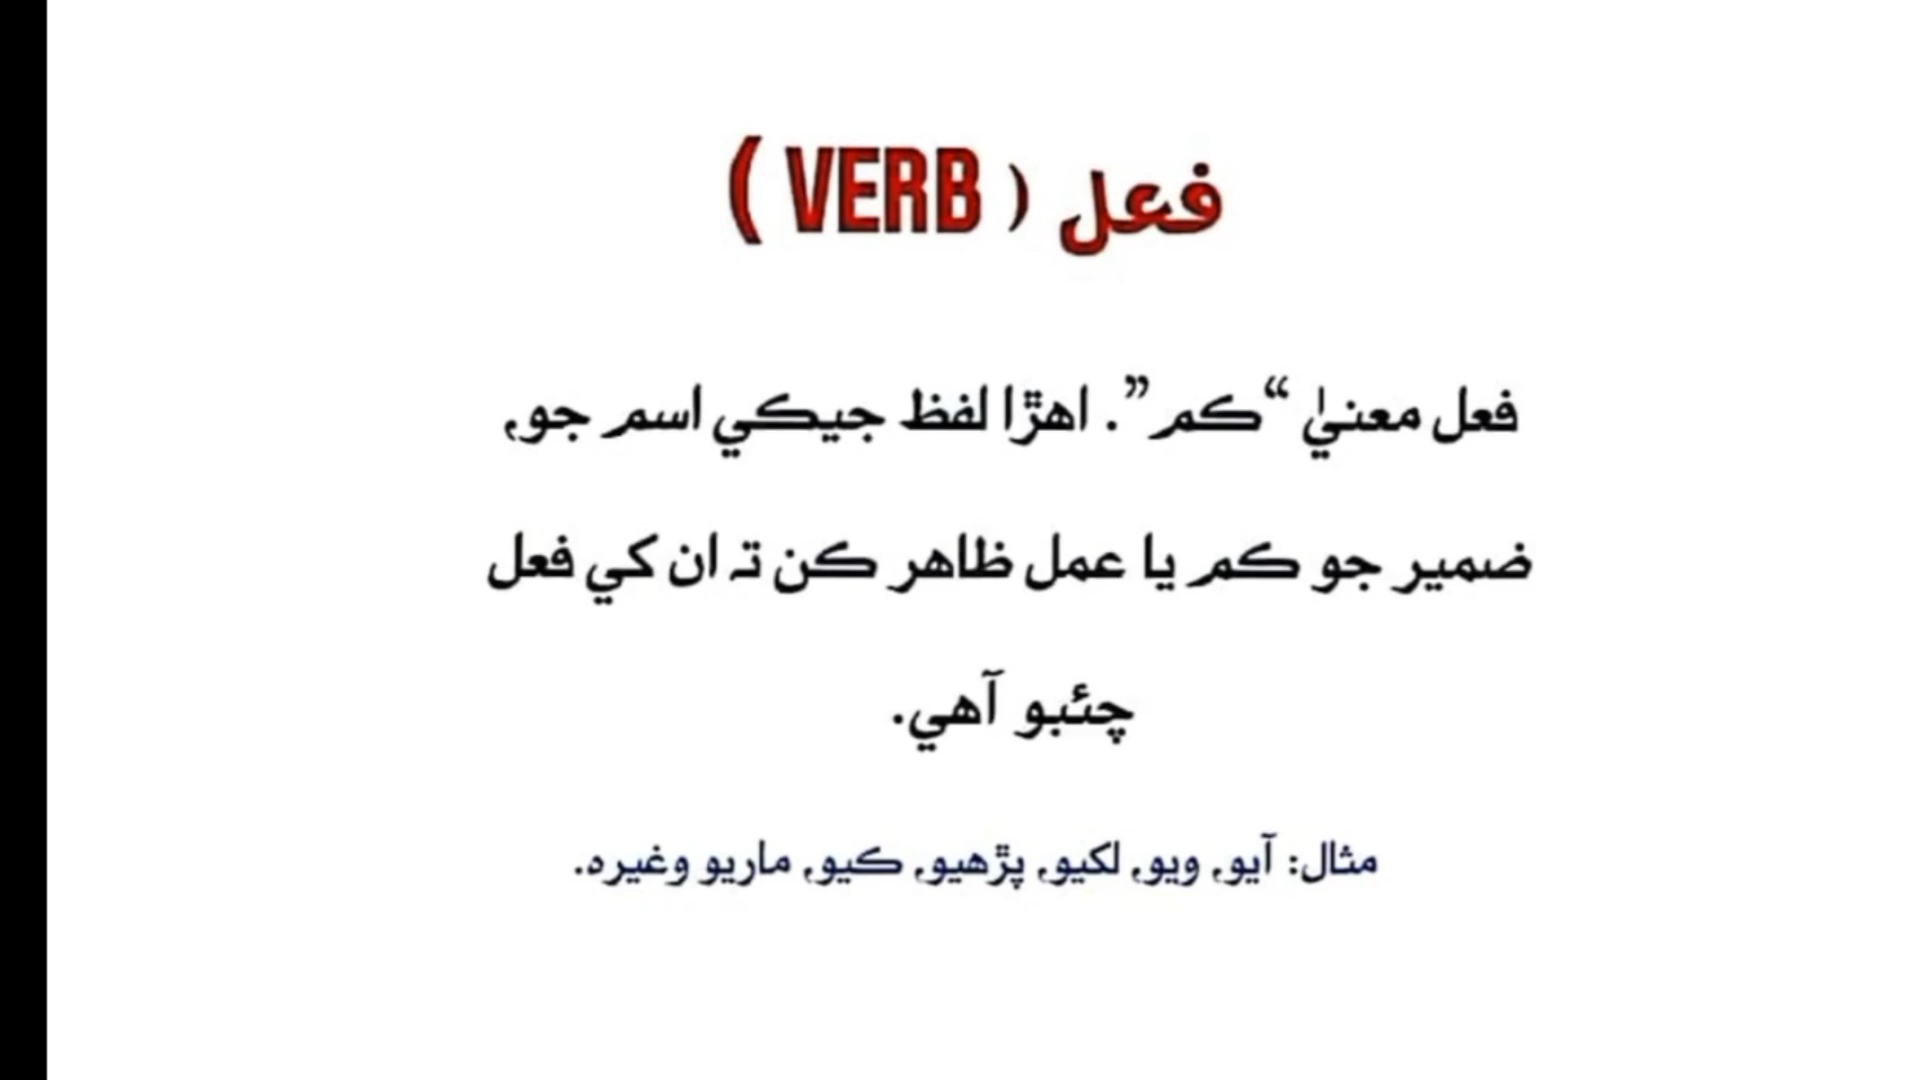 فعل ( VERB )
فعل معنيٰ “ڪم”. اهڙا لفظ جيڪي اسم جو،
ضمير جو ڪم يا عمل ظاهر ڪن تہ ان کي فعل
چئبو آهي.
مثال: آيو، ويو، لکيو، پڙهيو، ڪيو، ماريو وغيره.